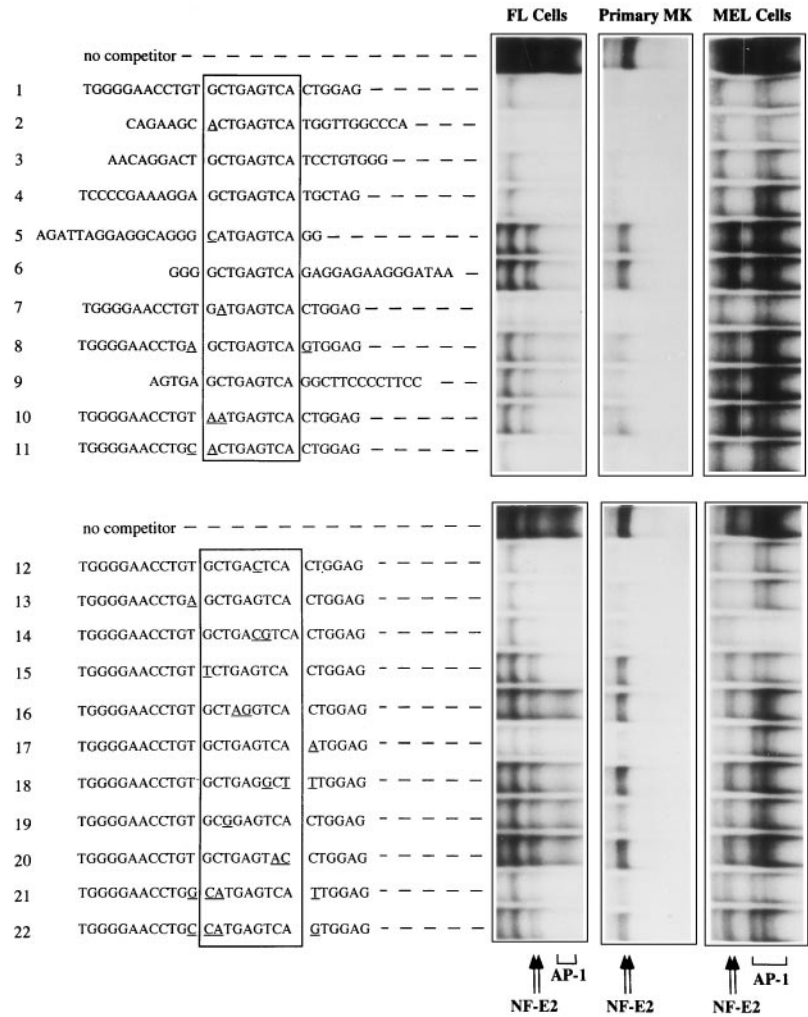 FL Cells Primary MK MEL Cells
no competitor
1 TGGGGAACCTGT GCTGAGTCA CTGGAG
2 CAGAAGC ACTGAGTCA TGGTTGGCCCA
3 AACAGGACT GCTGAGTCA TCCTGTGGG
4 TCCCCGAAAGGA GCTGAGTCA TGCTAG
5 AGATTAGGAGGCAGGG CATGAGTCA GG
6 GGG GCTGAGTCA GAGGAGAAGGGATAA
7 TGGGGAACCTGT GATGAGTCA CTGGAG
8 TGGGGAACCTGA GCTGAGTCA GTGGAG
9 AGTGA GCTGAGTCA GGCTTCCCCTTCC
10 TGGGGAACCTGT AATGAGTCA CTGGAG
11 TGGGGAACCTGC ACTGAGTCA CTGGAG
no competitor
12 TGGGGAACCTGT GCTGACTCA CTGGAG
13 TGGGGAACCTGA GCTGAGTCA CTGGAG
14 TGGGGAACCTGT GCTGACGTCA CTGGAG
15 TGGGGAACCTGT TCTGAGTCA CTGGAG
16 TGGGGAACCTGT GCTAGGTCA CTGGAG
17 TGGGGAACCTGT GCTGAGTCA ATGGAG
18 TGGGGAACCTGT GCTGAGGCT TTGGAG
19 TGGGGAACCTGT GCGGAGTCA CTGGAG
20 TGGGGAACCTGT GCTGAGTAC CTGGAG
21 TGGGGAACCTGG CATGAGTCA TTGGAG
22 TGGGGAACCTGC CATGAGTCA GTGGAG
AP-1 AP-1
NF-E2 NF-E2 NF-E2